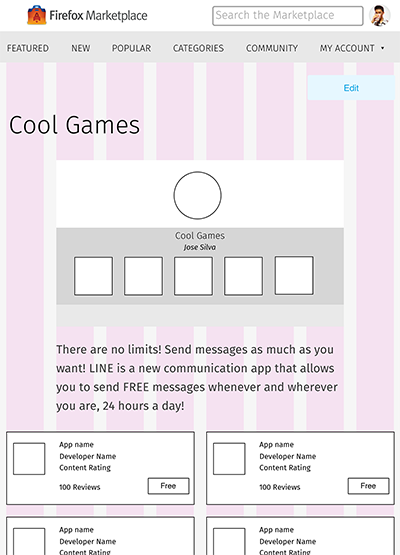 Firefox Marketplace
Search the Marketplace
FEATURED NEW POPULAR CATEGORIES COMMUNITY MY ACCOUNT
Edit
Cool Games
Cool Games
Jose Silva
There are no limits! Send messages as much as you
want! LINE is a new communication app that allows
you to send FREE messages whenever and wherever
you are, 24 hours a day!
App name
Developer Name
Content Rating
100 Reviews Free
App name
Developer Name
Content Rating
100 Reviews Free
App name
Developer Name
Content Rating
App name
Developer Name
Content Rating